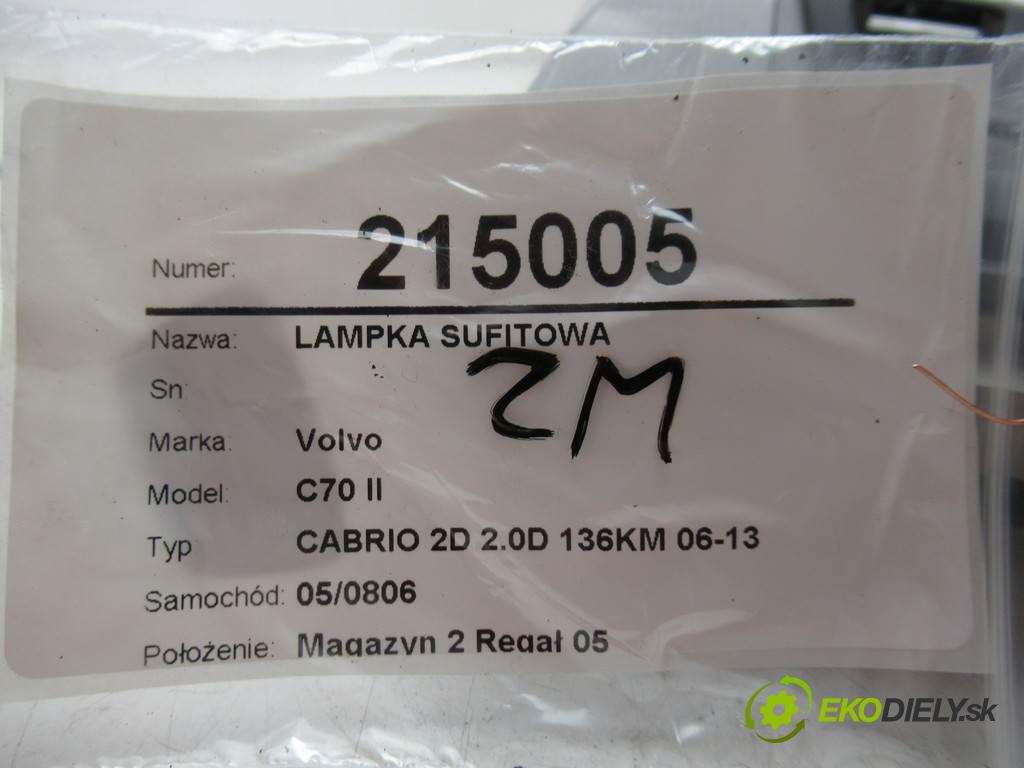 Numer: 215005
Nazwa: LAMPKA SUFITOWA
ZM
Sn
Marka: Volvo
Model: C70 II
Typ CABRIO 2D 2.0D 136KM 06-13
Samochód: 05/0806
Położenie: Magazyn 2 Regał 05
EKODIELY.sk